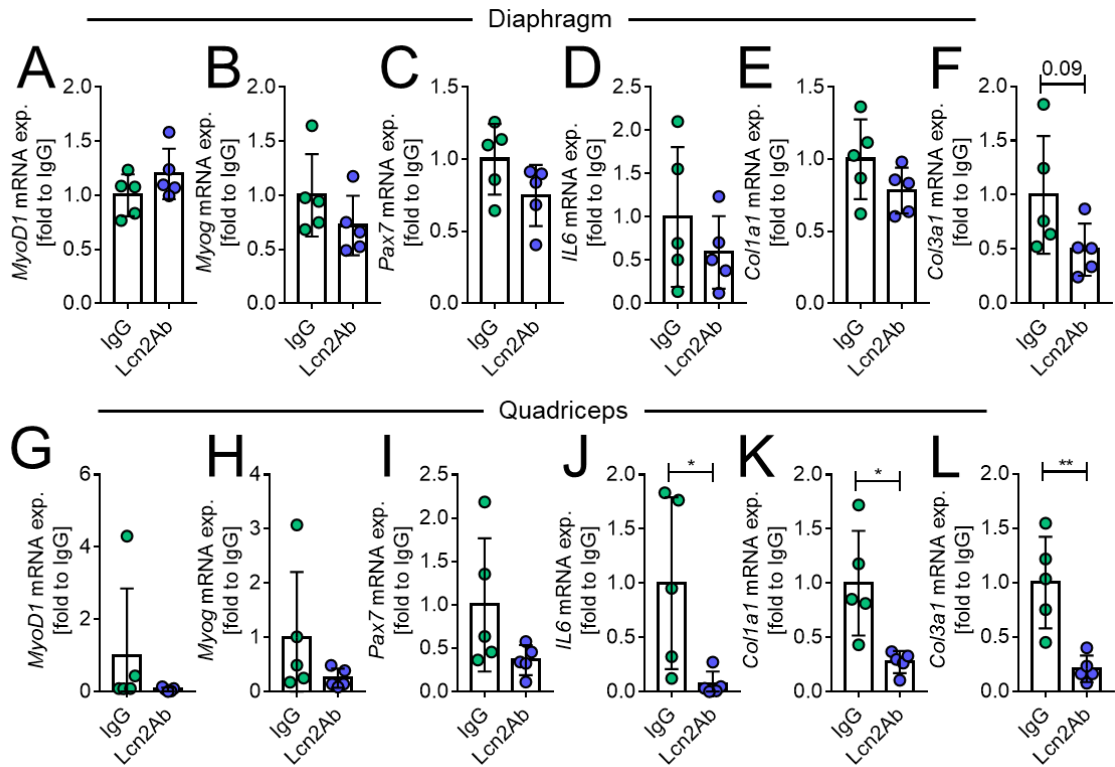 Diaphragm
A
MyoD1 mRNA exp.
[fold to IgG]
2.0
1.5
1.0
0.5
0.0
IgG
Lcn2Ab
B
Myog mRNA exp.
[fold to IgG]
2.0
1.5
1.0
0.5
0.0
IgG
Lcn2Ab
C
Pax7 mRNA exp.
[fold to IgG]
1.5
1.0
0.5
0.0
IgG
Lcn2Ab
D
IL6 mRNA exp.
[fold to IgG]
2.5
2.0
1.5
1.0
0.5
0.0
IgG
Lcn2Ab
E
Col1a1 mRNA exp.
[fold to IgG]
1.5
1.0
0.5
0.0
IgG
Lcn2Ab
F
Col3a1 mRNA exp.
[fold to IgG]
2.0
1.5
1.0
0.5
0.0
0.09
IgG
Lcn2Ab
Quadriceps
G
MyoD1 mRNA exp.
[fold to IgG]
6
4
2
0
IgG
Lcn2Ab
H
Myog mRNA exp.
[fold to IgG]
4
3
2
1
0
IgG
Lcn2Ab
I
Pax7 mRNA exp.
[fold to IgG]
2.5
2.0
1.5
1.0
0.5
0.0
IgG
Lcn2Ab
J
IL6 mRNA exp.
[fold to IgG]
2.0
1.5
1.0
0.5
0.0
*
IgG
Lcn2Ab
K
Col1a1 mRNA exp.
[fold to IgG]
2.0
1.5
1.0
0.5
0.0
*
IgG
Lcn2Ab
L
Col3a1 mRNA exp.
[fold to IgG]
2.0
1.5
1.0
0.5
0.0
**
IgG
Lcn2Ab